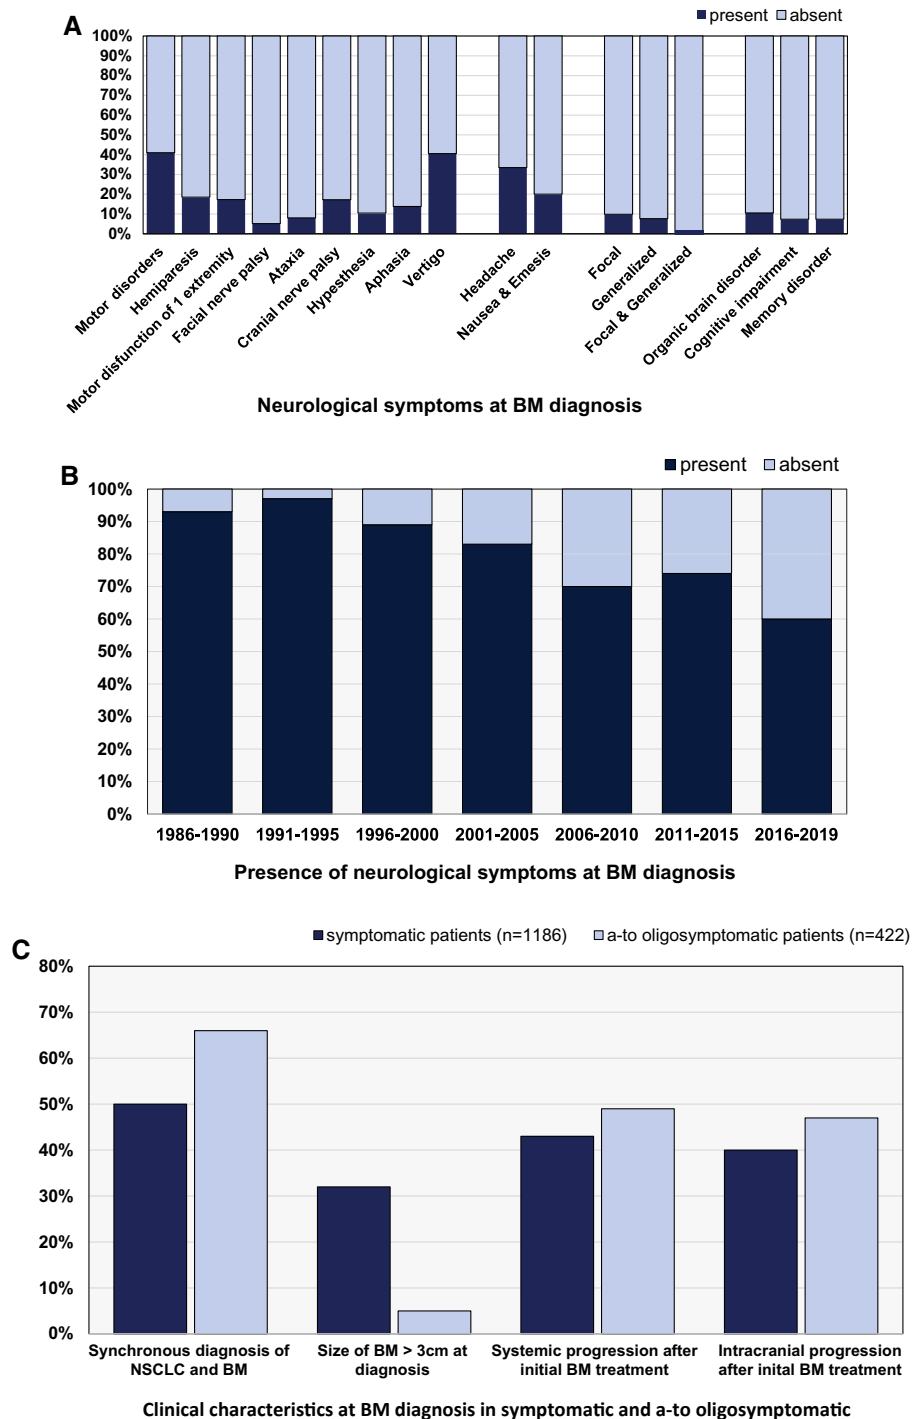 A
present absent
100%
90%
80%
70%
60%
50%
40%
30%
20%
10%
0%
Motor disorders
Hemiparesis
Motor disfunction of 1 extremity
Facial nerve palsy
Ataxia
Cranial nerve palsy
Hypesthesia
Aphasia
Vertigo
Headache
Nausea & Emesis
Focal
Generalized
Focal & Generalized
Organic brain disorder
Cognitive impairment
Memory disorder
Neurological symptoms at BM diagnosis
B
present absent
100%
90%
80%
70%
60%
50%
40%
30%
20%
10%
0%
1986-1990 1991-1995 1996-2000 2001-2005 2006-2010 2011-2015 2016-2019
Presence of neurological symptoms at BM diagnosis
C
symptomatic patients (n=1186) a-to oligosymptomatic patients (n=422)
80%
70%
60%
50%
40%
30%
20%
10%
0%
Synchronous diagnosis of
NSCLC and BM
Size of BM > 3cm at
diagnosis
Systemic progression after
initial BM treatment
Intracranial progression
after inital BM treatment
Clinical characteristics at BM diagnosis in symptomatic and a-to oligosymptomatic